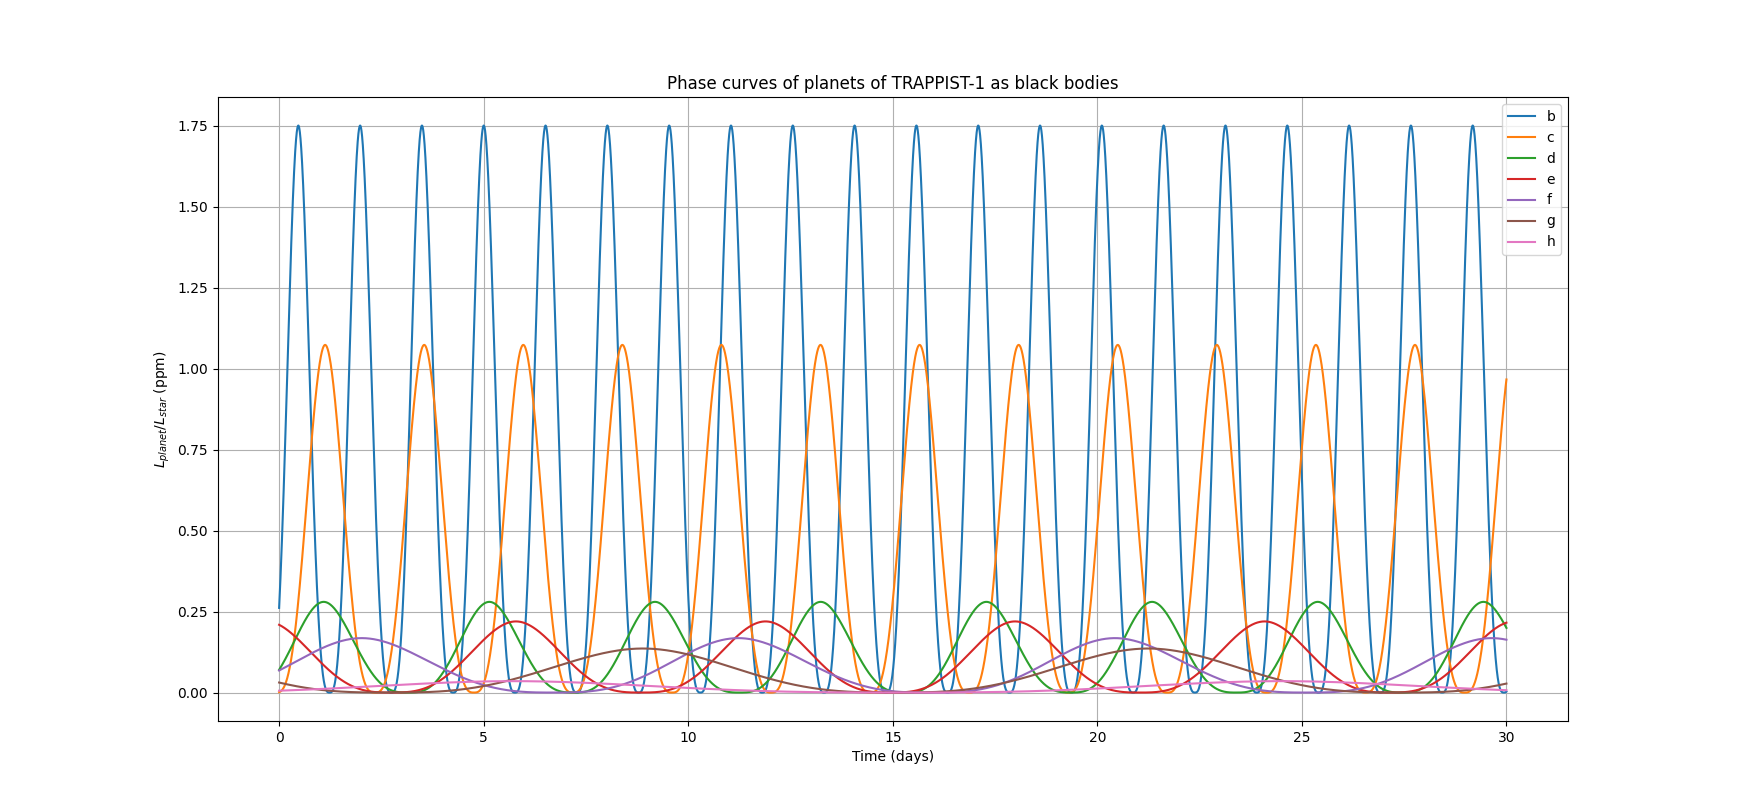 Phase curves of planets of TRAPPIST-1 as black bodies
1.75
1.50
1.25
1.00
0.75
0.50
0.25
0.00
L_planet/L_star (ppm)
0 5 10 15 20 25 30
Time (days)
b
c
d
e
f
g
h